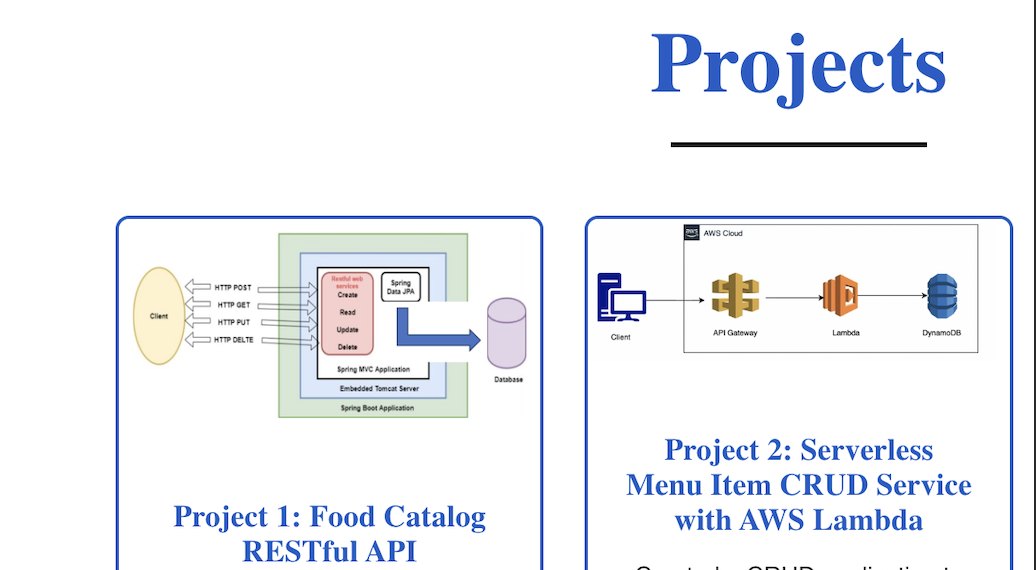 Projects
Client
HTTP POST
HTTP GET
HTTP PUT
HTTP DELTE
Restful web
services
Create
Read
Update
Delete
Spring
Data JPA
Spring MVC Application
Embedded Tomcat Server
Spring Boot Application
Database
Project 1: Food Catalog
RESTful API
aws
AWS Cloud
Client
API Gateway
Lambda
DynamoDB
Project 2: Serverless
Menu Item CRUD Service
with AWS Lambda